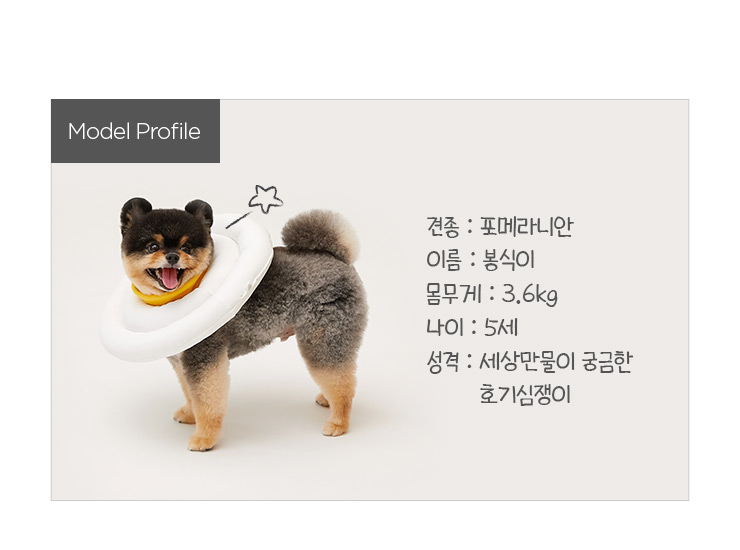 Model Profile
견종 : 포메라니안
이름 : 봉식이
몸무게 : 3.6kg
나이 : 5세
성격 : 세상만물이 궁금한
호기심쟁이